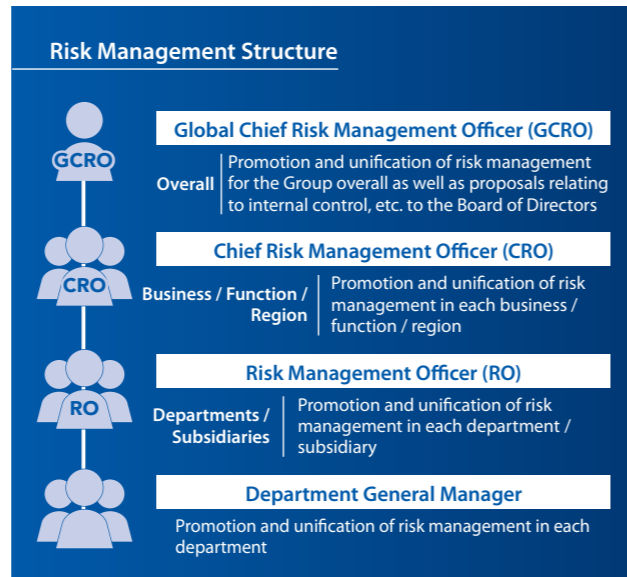 Risk Management Structure
GCRO
Global Chief Risk Management Officer (GCRO)
Overall
Promotion and unification of risk management
for the Group overall as well as proposals relating
to internal control, etc. to the Board of Directors
CRO
Chief Risk Management Officer (CRO)
Business / Function /
Region
Promotion and unification of risk
management in each business /
function / region
RO
Risk Management Officer (RO)
Departments /
Subsidiaries
Promotion and unification of risk
management in each department /
subsidiary
Department General Manager
Promotion and unification of risk management in each
department